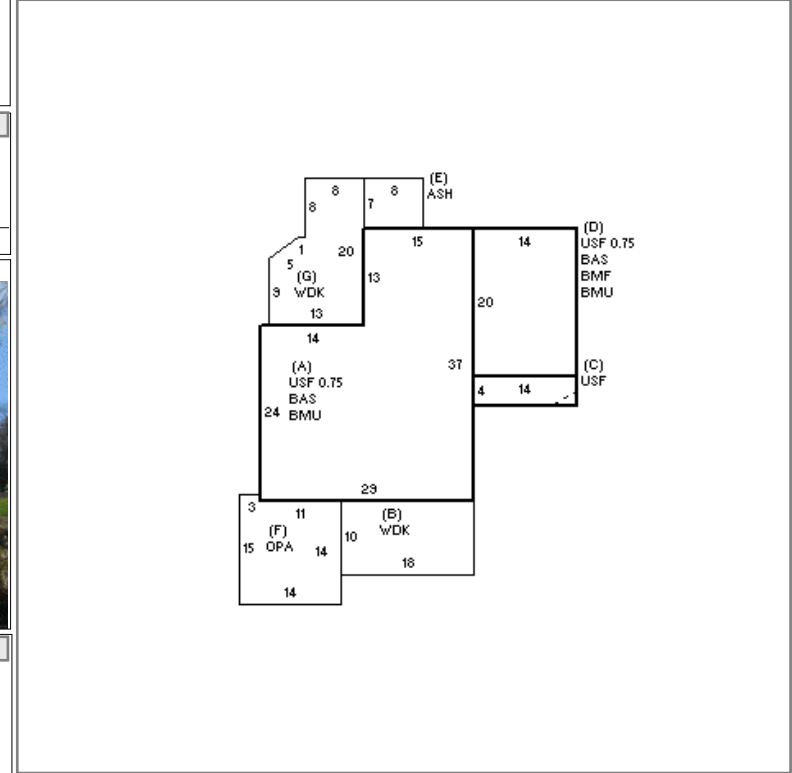 8
8
(E)
ASH
8
7
15
14
(D)
USF 0.75
BAS
BMF
BMU
1
20
5
(G)
WDK
13
9
20
13
14
(A)
USF 0.75
BAS
BMU
37
(C)
USF
4
14
24
29
3
11
(F)
OPA
15
14
14
(B)
WDK
10
18